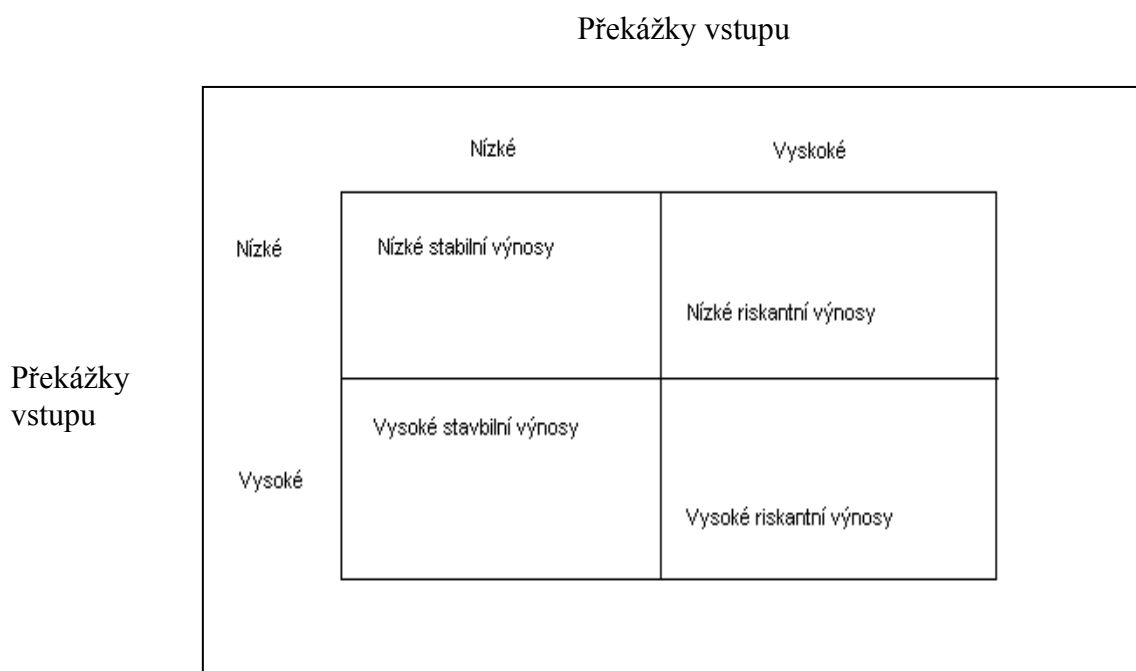 Překážky vstupu
Nízké
Vyskoké
Nízké
Nízké stabilní výnosy
Nízké riskantní výnosy
Překážky
vstupu
Vysoké stavbilní výnosy
Vysoké
Vysoké riskantní výnosy